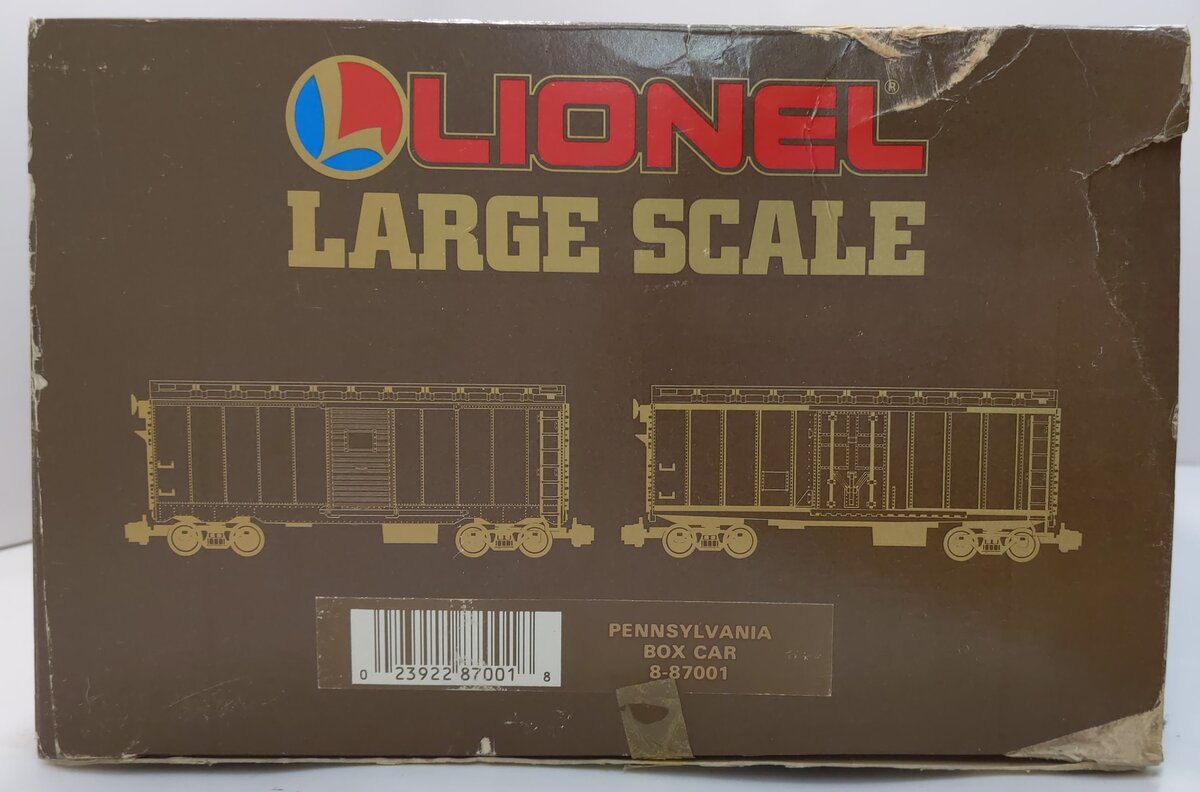 LIONEL®
LARGE SCALE
PENNSYLVANIA
BOX CAR
8-87001
0 23922 87001 8